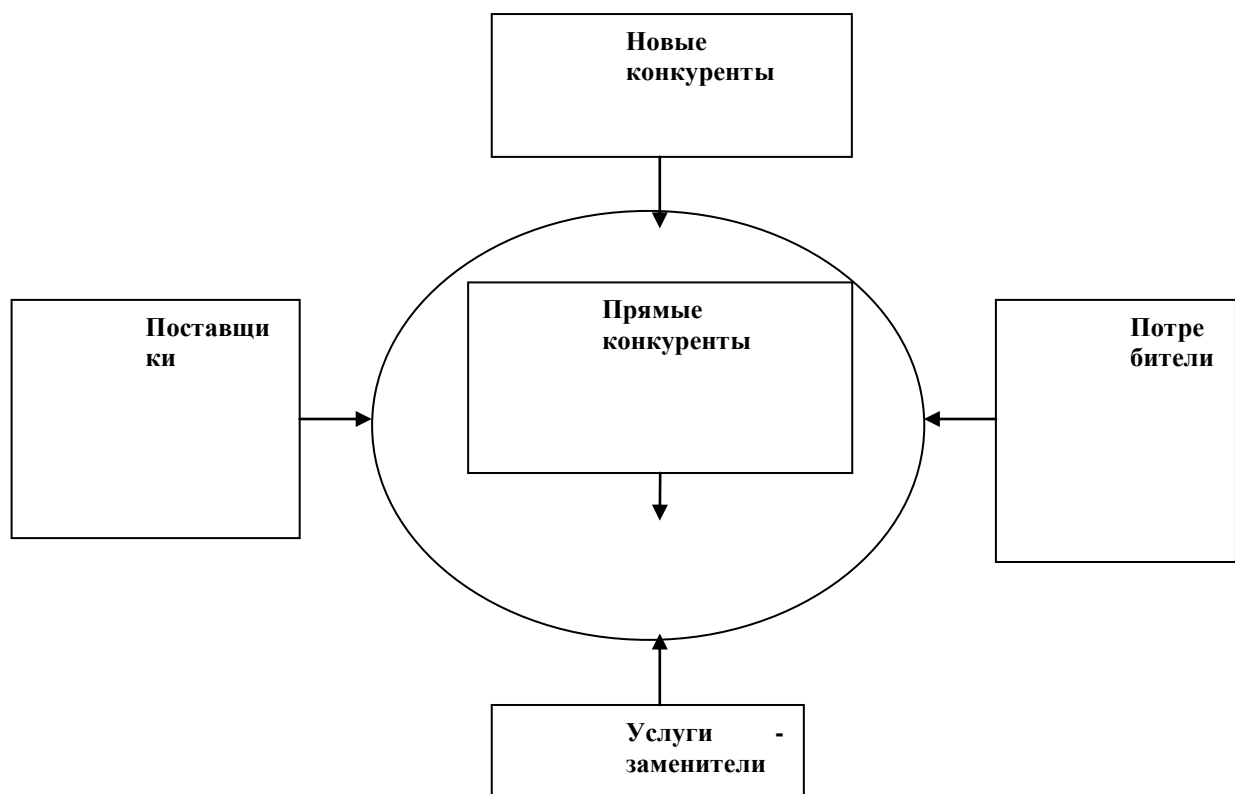 Новые
конкуренты
Прямые
конкуренты
Поставщи
ки
Потре
бители
Услуги -
заменители